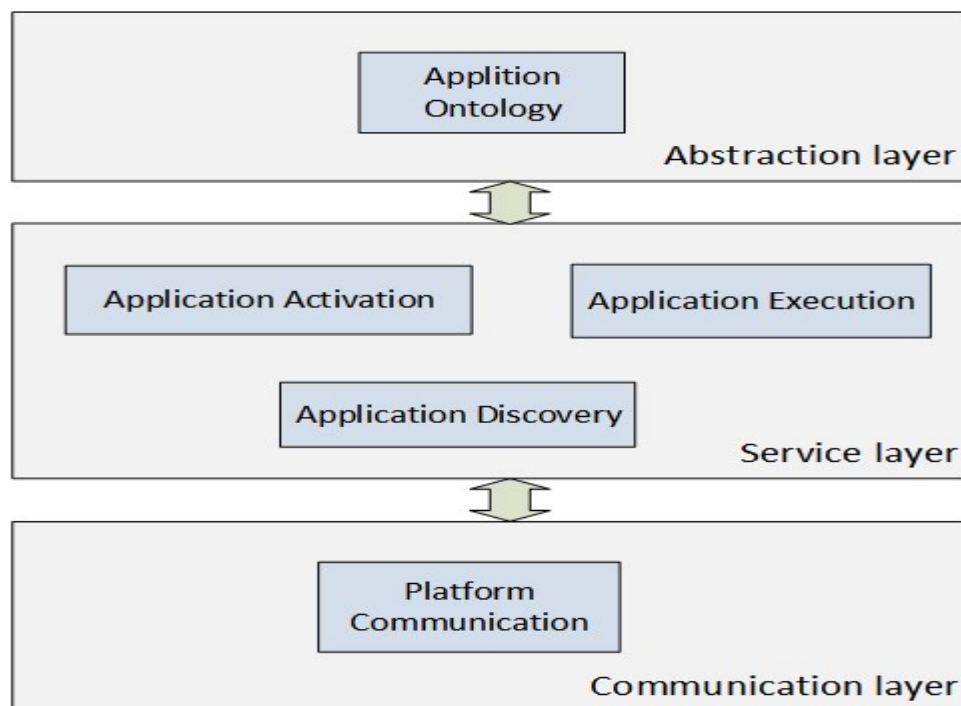 Applition
Ontology
Abstraction layer
Application Activation
Application Execution
Application Discovery
Service layer
Platform
Communication
Communication layer